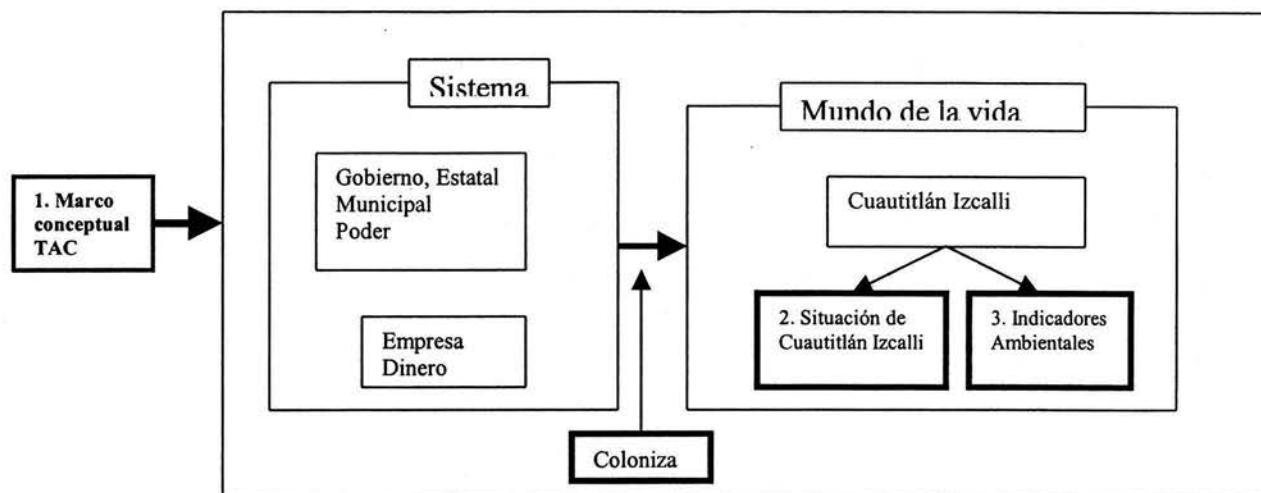 Sistema
Mundo de la vida
1. Marco
conceptual
TAC
Gobierno, Estatal
Municipal
Poder
Cuautitlán Izcalli
2. Situación de
Cuautitlán Izcalli
3. Indicadores
Ambientales
Empresa
Dinero
Coloniza